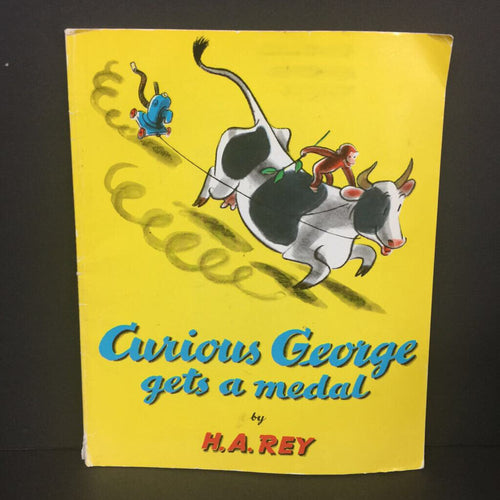 Curious George
gets a medal
by
H.A. REY